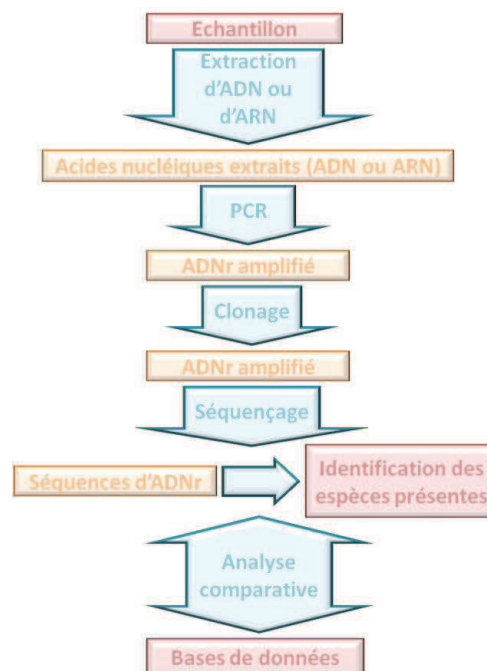 Echantillon
Extraction
d'ADN ou
d'ARN
Acides nucléiques extraits (ADN ou ARN)
PCR
ADNr amplifié
Clonage
ADNr amplifié
Séquençage
Séquences d'ADNr
Identification des
espèces présentes
Analyse
comparative
Bases de données